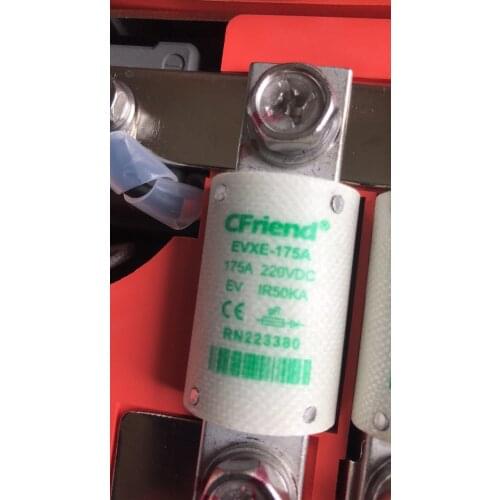 CFriend®
EVXE-175A
175A 220VDC
EV IR50KA
CE
RN223380